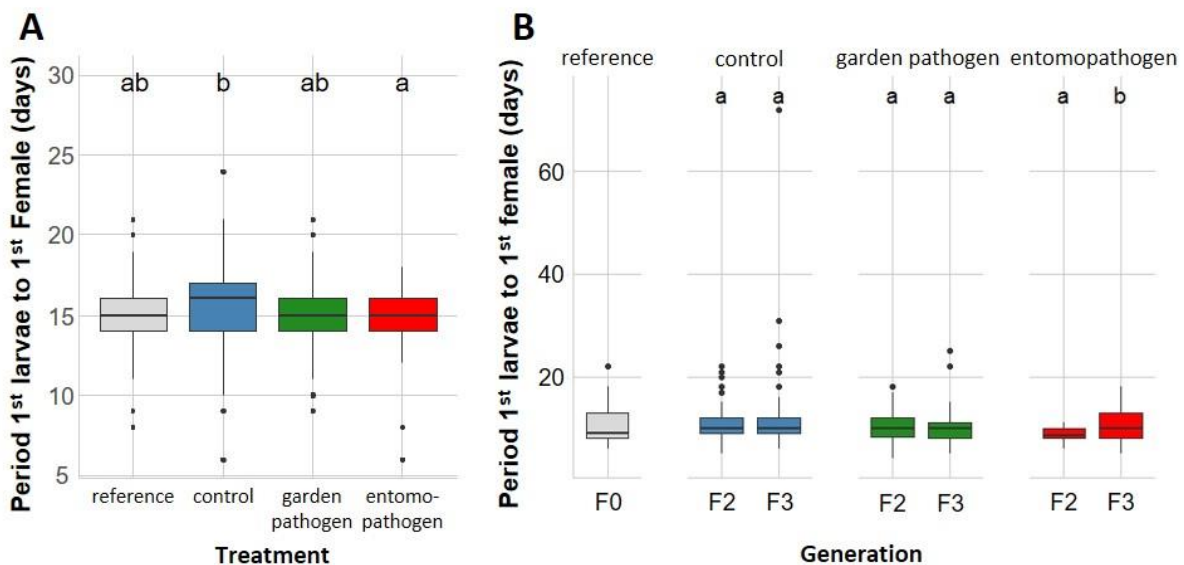 A
Period 1st larvae to 1st Female (days)
30
25
20
15
10
5
ab
b
ab
a
reference
control
garden
pathogen
entomo-
pathogen
Treatment
B
Period 1st larvae to 1st female (days)
60
40
20
reference
control
garden pathogen
entomopathogen
a
a
a
a
a
b
F0
F2
F3
F2
F3
F2
F3
Generation